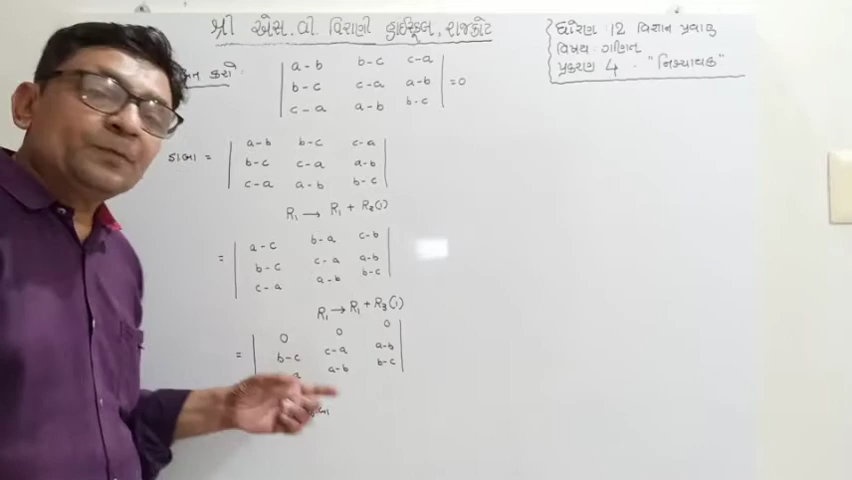 શ્રી એસ.વી. વિરાણી હાઈસ્કૂલ, રાજકોટ
ધોરણ : 12 વિજ્ઞાન પ્રવાહ
વિષય : ગણિત
પ્રકરણ 4 . "નિશ્ચાયક"
કરો
a-b b-c c-a
b-c c-a a-b =0
c-a a-b b-c
ડાબા =
a-b b-c c-a
b-c c-a a-b
c-a a-b b-c
R₁ → R₁ + R₂(1)
a-c b-a c-b
= b-c c-a a-b
c-a a-b b-c
R₁ → R₁ + R₃(1)
0 0 0
= b-c c-a a-b
a a-b b-c